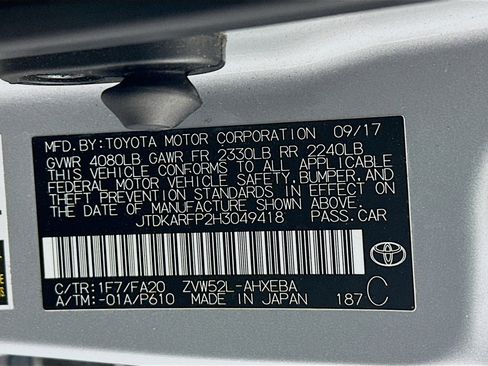 MFD.BY:TOYOTA MOTOR CORPORATION 09/17
GVWR 4080LB GAWR FR 2330LB RR 2240LB
THIS VEHICLE CONFORMS TO ALL APPLICABLE
FEDERAL MOTOR VEHICLE SAFETY,BUMPER,AND
THEFT PREVENTION STANDARDS IN EFFECT ON
THE DATE OF MANUFACTURE SHOWN ABOVE.
JTDKARFP2H3049418 PASS.CAR
C/TR:1F7/FA20 ZVW52L-AHXEBA
A/TM:-01A/P610 MADE IN JAPAN 187 C